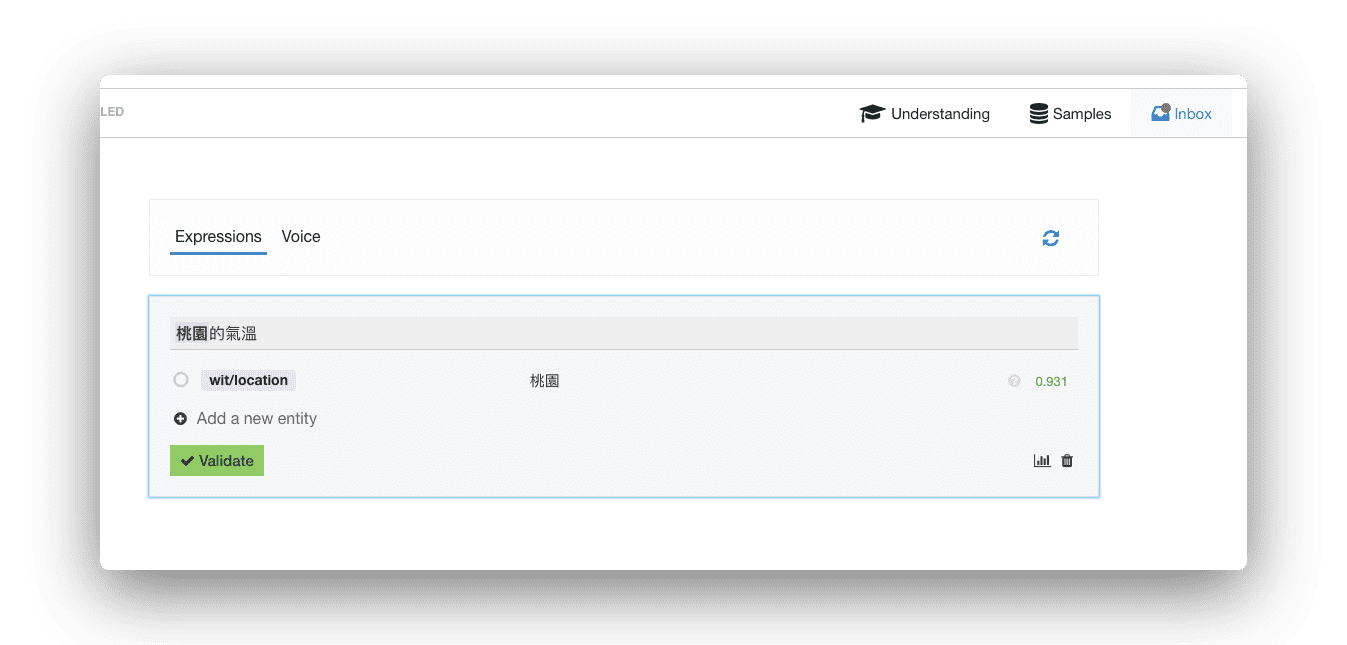 LED Understanding Samples Inbox
Expressions Voice
桃園的氣溫
wit/location 桃園 ? 0.931
Add a new entity
Validate